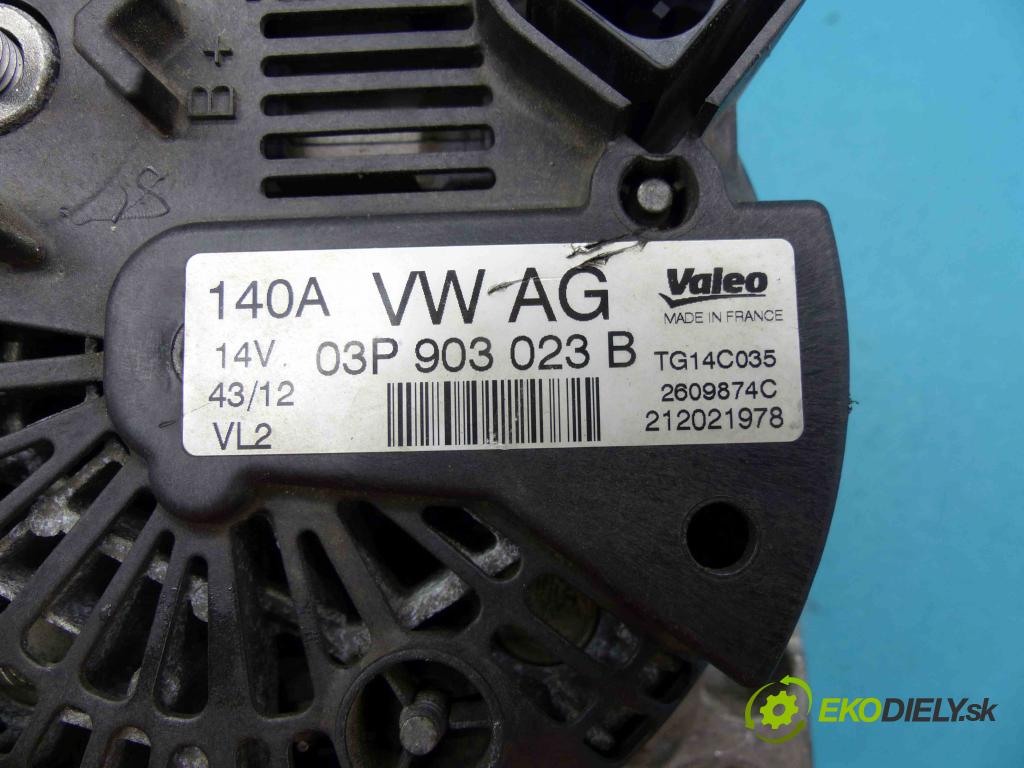 B+
140A VW AG Valeo
MADE IN FRANCE
14V. 03P 903 023 B TG14C035
43/12 2609874C
VL2 212021978
EKODIELY.sk